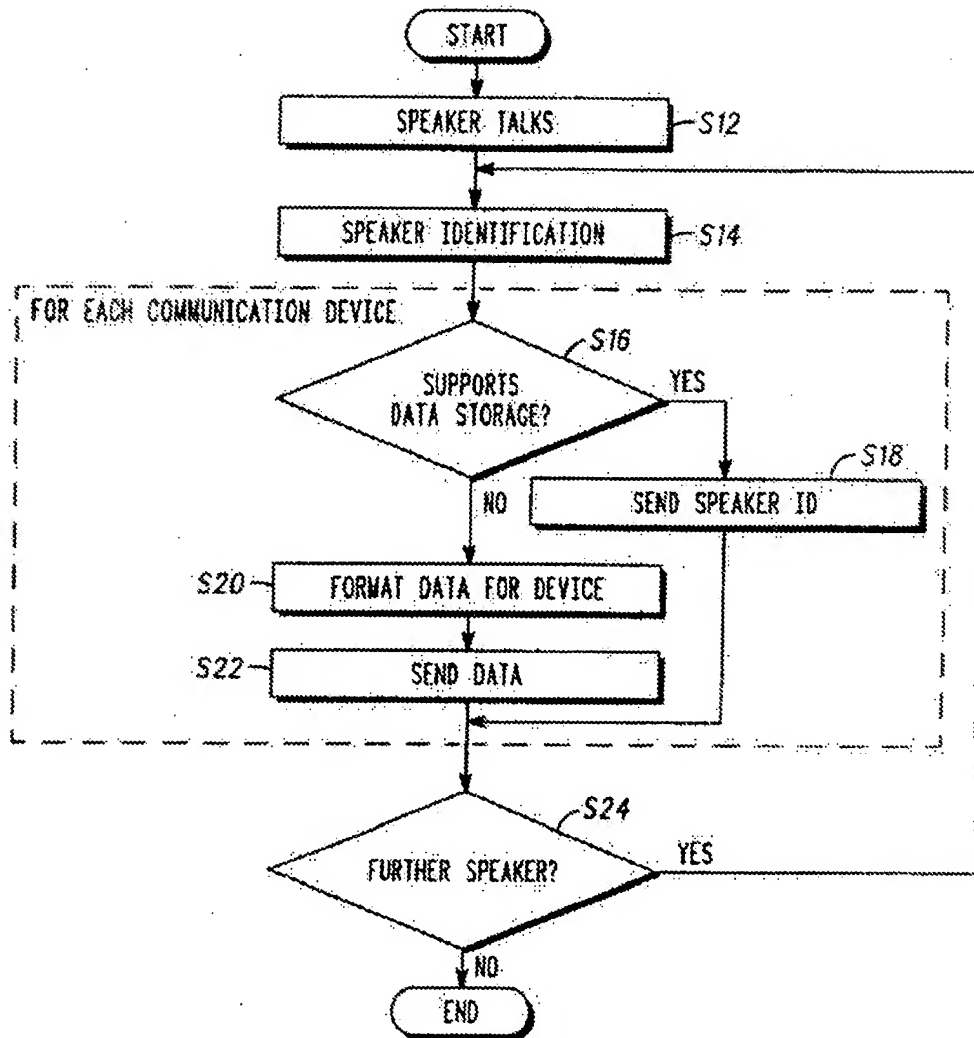 START
SPEAKER TALKS
S12
SPEAKER IDENTIFICATION
S14
FOR EACH COMMUNICATION DEVICE
S16
SUPPORTS
DATA STORAGE?
YES
S18
SEND SPEAKER ID
NO
S20
FORMAT DATA FOR DEVICE
S22
SEND DATA
S24
FURTHER SPEAKER?
YES
NO
END